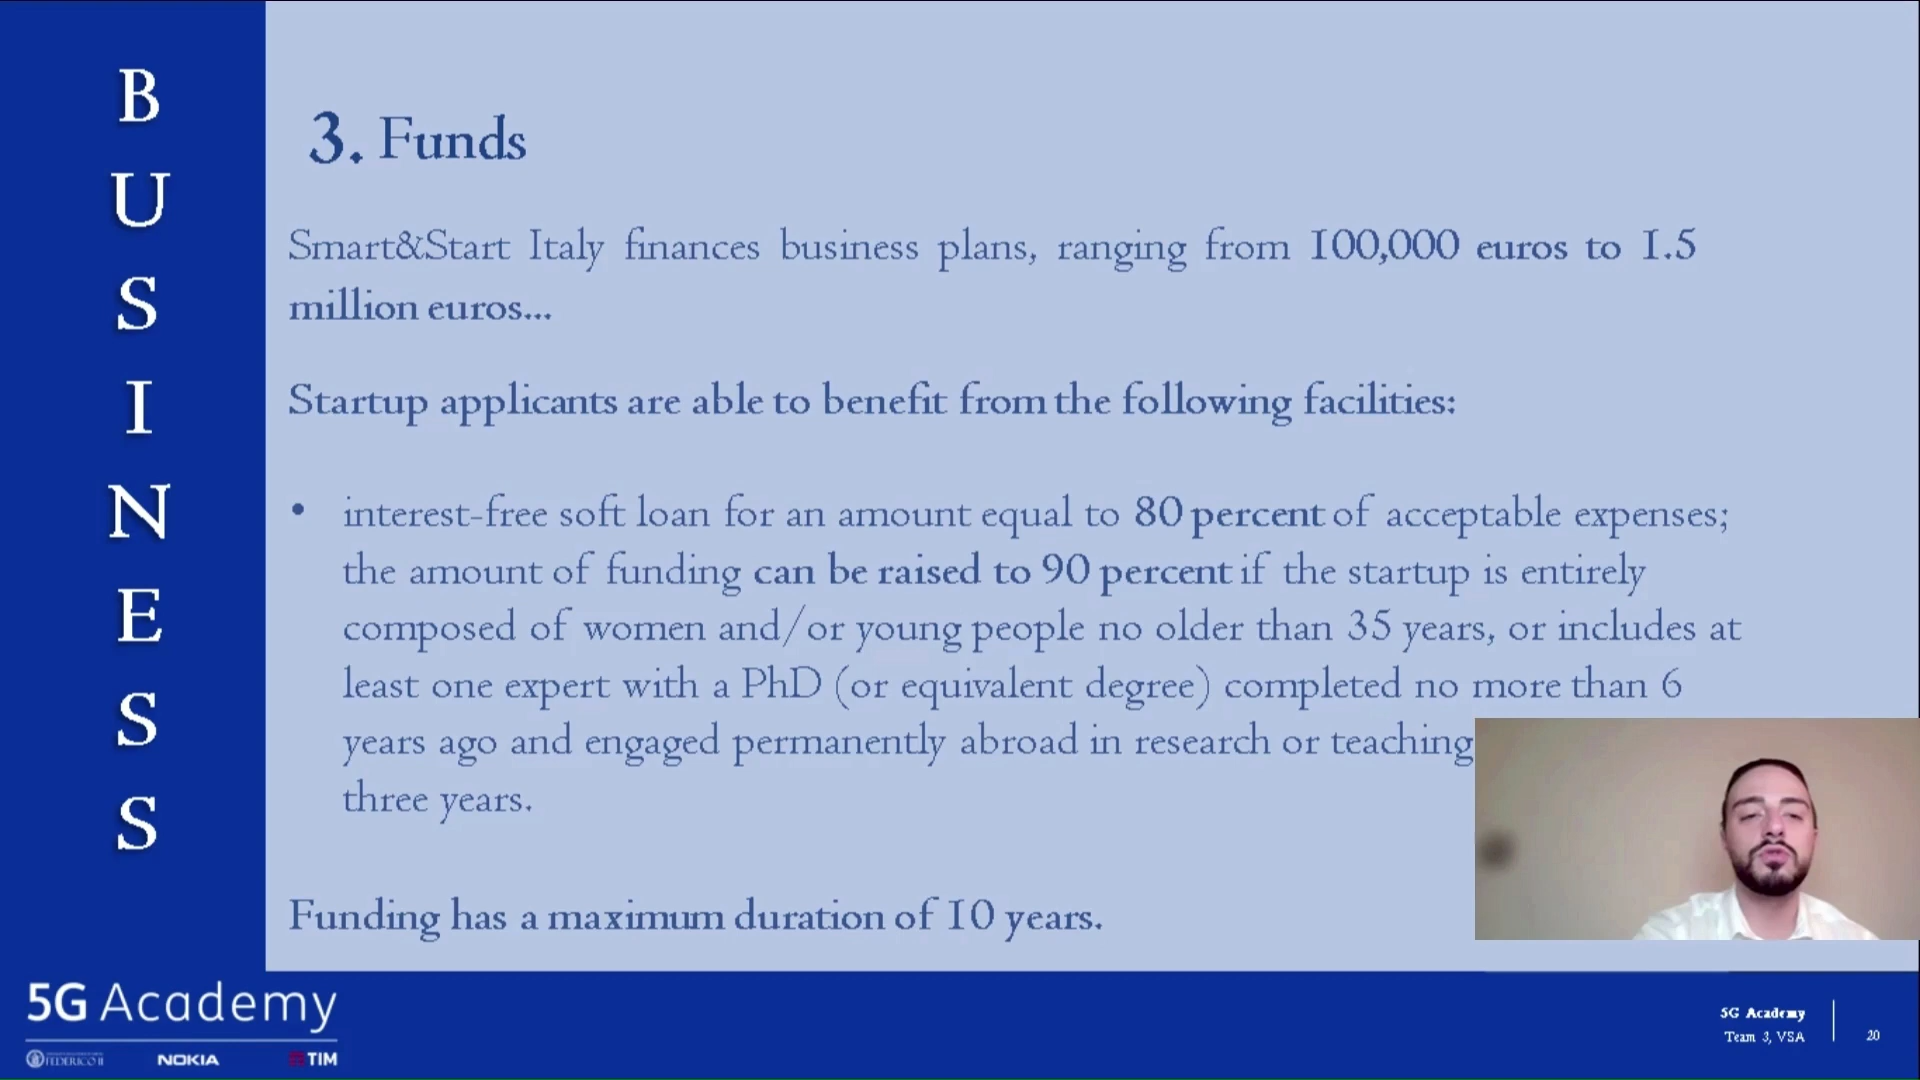 BUSINESS
3. Funds
Smart&Start Italy finances business plans, ranging from 100,000 euros to 1.5
million euros...
Startup applicants are able to benefit from the following facilities:
• interest-free soft loan for an amount equal to 80 percent of acceptable expenses;
the amount of funding can be raised to 90 percent if the startup is entirely
composed of women and/or young people no older than 35 years, or includes at
least one expert with a PhD (or equivalent degree) completed no more than 6
years ago and engaged permanently abroad in research or teaching
three years.
Funding has a maximum duration of 10 years.
5G Academy
FEDERICO II NOKIA TIM
5G Academy
Team 3, VSA
20